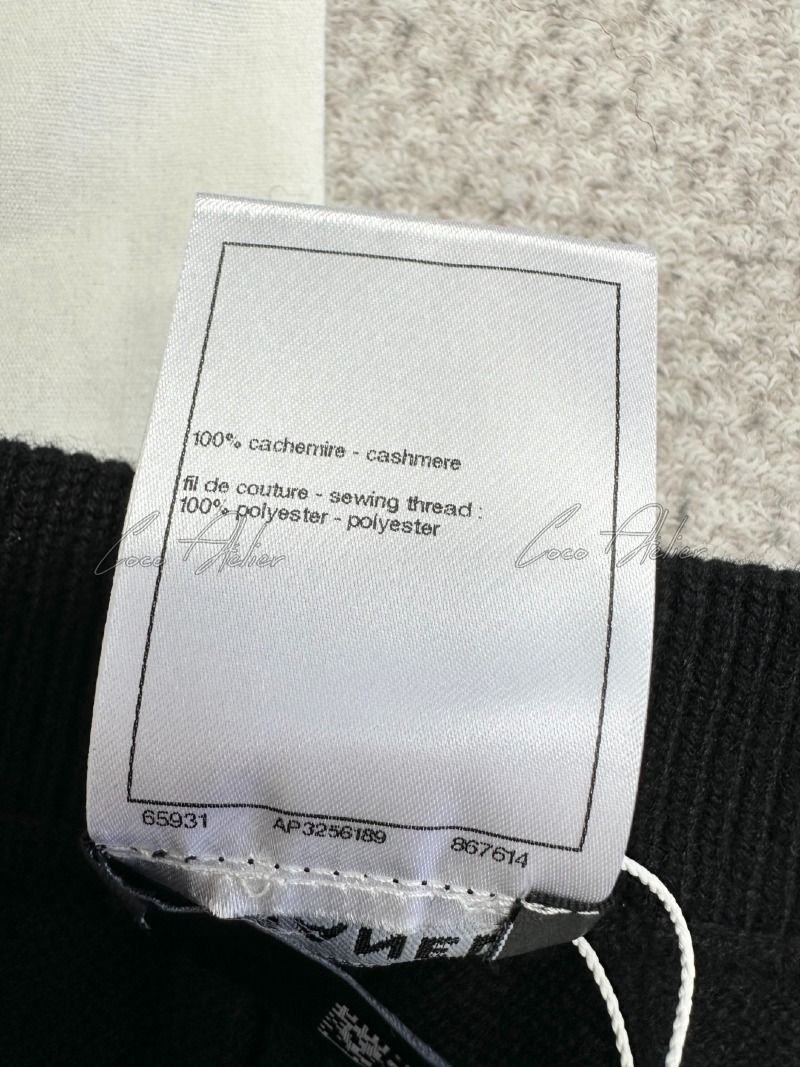 100% cachemire - cashmere
fil de couture - sewing thread :
100% polyester - polyester
Coco Atelier
Coco Atelier
65931
AP3256189
867614